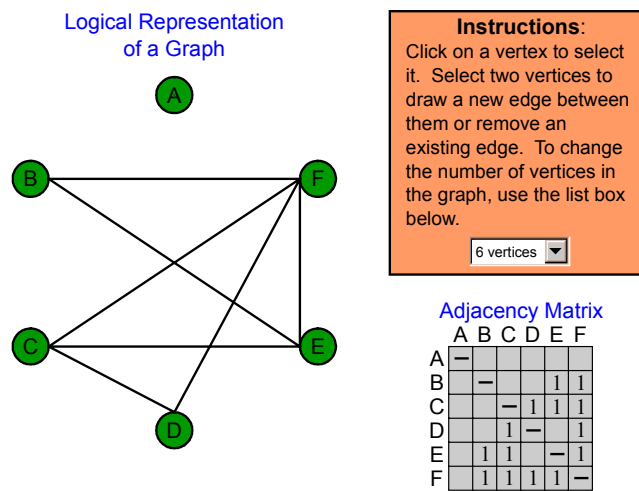 Logical Representation
of a Graph
A
B
F
C
E
D
Instructions:
Click on a vertex to select
it. Select two vertices to
draw a new edge between
them or remove an
existing edge. To change
the number of vertices in
the graph, use the list box
below.
6 vertices
Adjacency Matrix
A B C D E F
A –
B – 1 1
C – 1 1 1
D 1 – 1
E 1 1 – 1
F 1 1 1 1 –